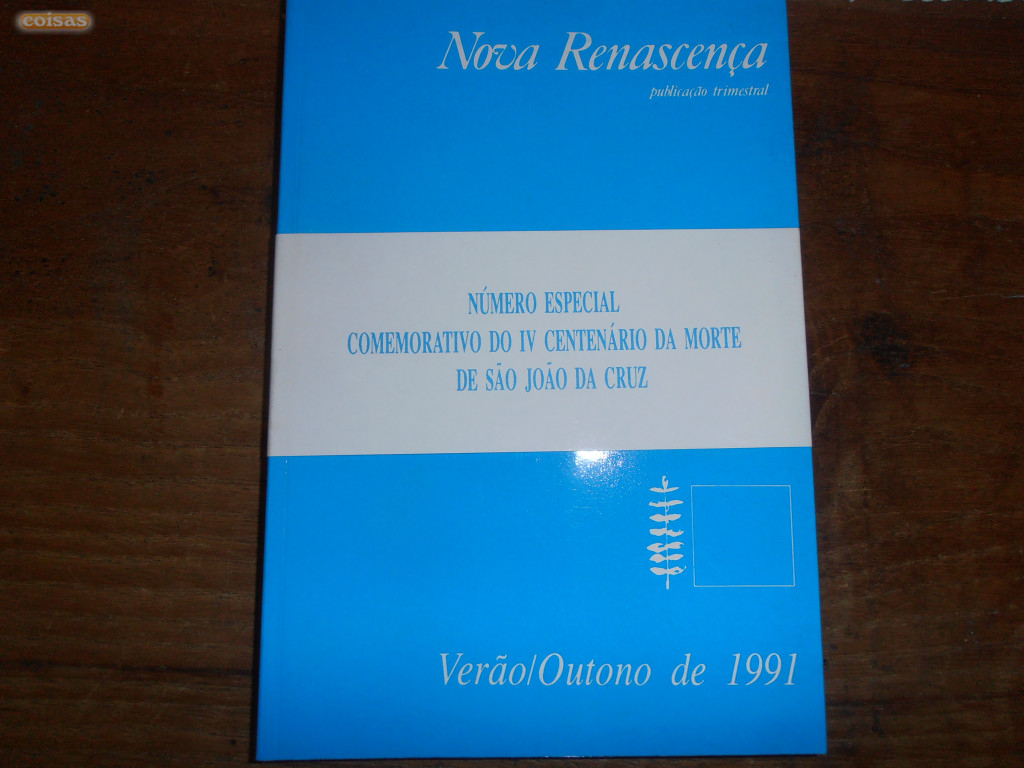 coisas
Nova Renascença
publicação trimestral
NÚMERO ESPECIAL
COMEMORATIVO DO IV CENTENÁRIO DA MORTE
DE SÃO JOÃO DA CRUZ
Verão/Outono de 1991